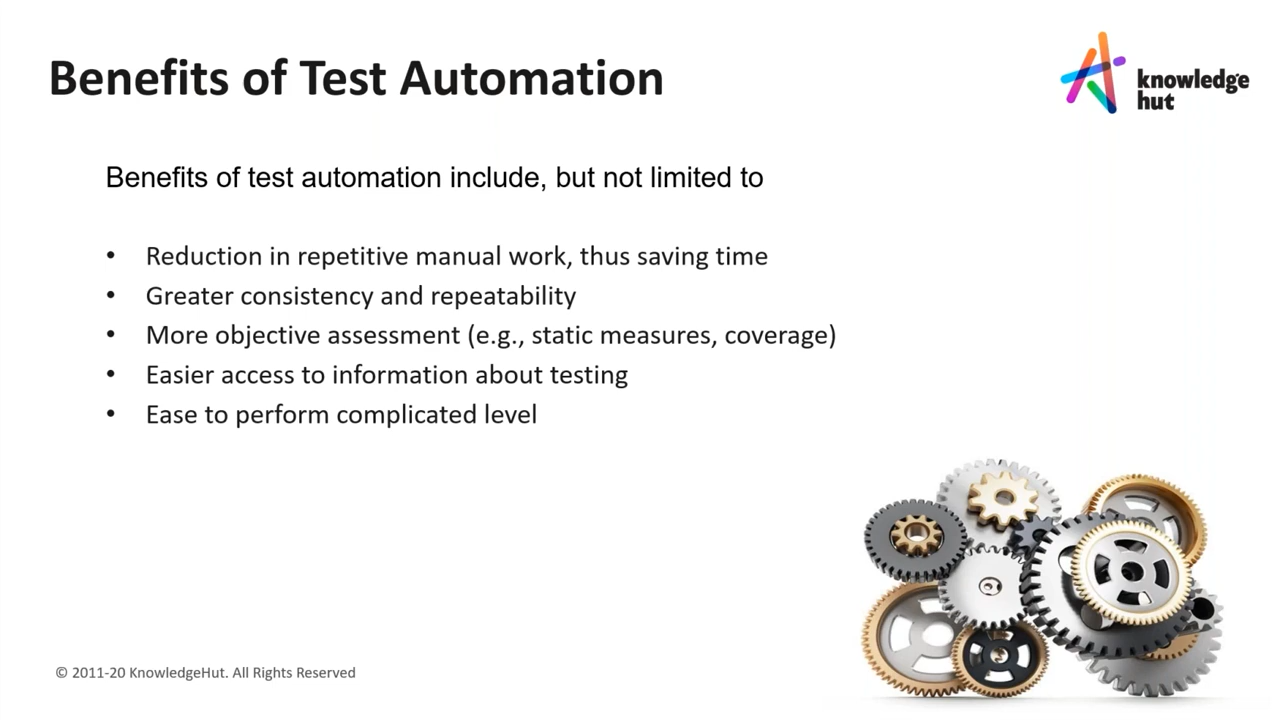 Benefits of Test Automation
knowledge
hut
Benefits of test automation include, but not limited to
• Reduction in repetitive manual work, thus saving time
• Greater consistency and repeatability
• More objective assessment (e.g., static measures, coverage)
• Easier access to information about testing
• Ease to perform complicated level
© 2011-20 KnowledgeHut. All Rights Reserved